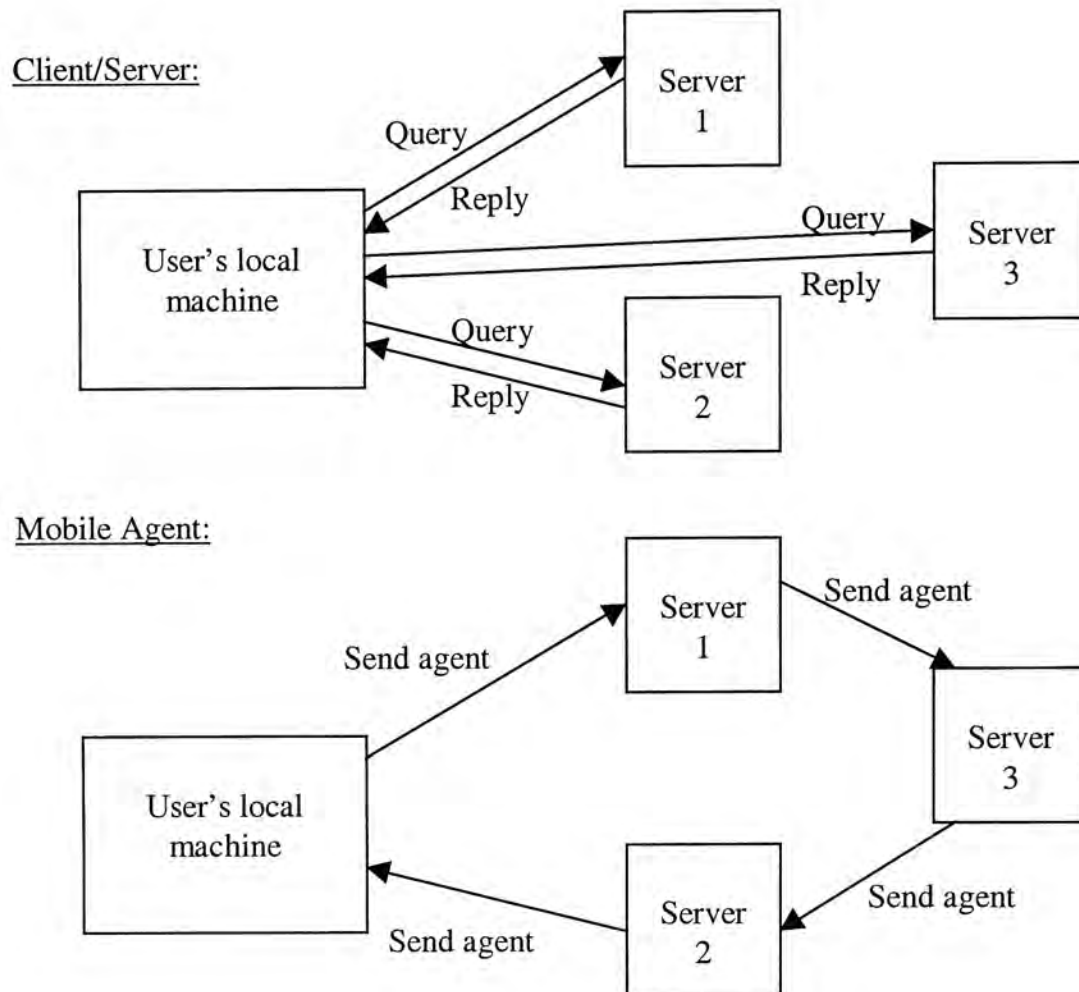 Client/Server:
Server
1
Query
Reply
User's local
machine
Query
Reply
Server
3
Query
Reply
Server
2
Mobile Agent:
Server
1
Send agent
Send agent
User's local
machine
Server
3
Send agent
Send agent
Server
2